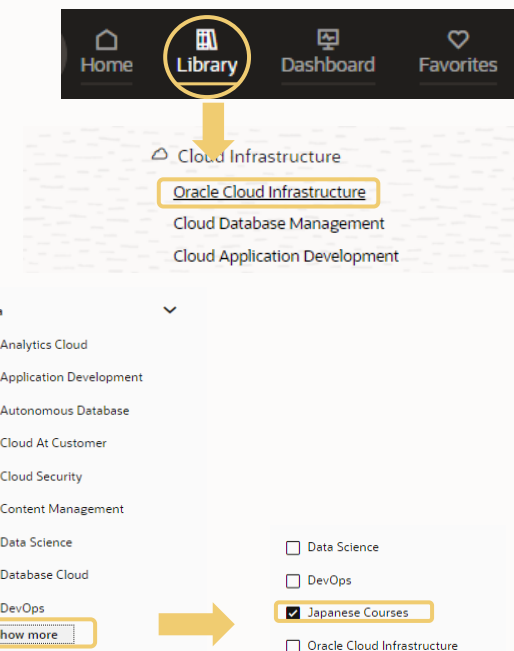 Home Library Dashboard Favorites
Cloud Infrastructure
Oracle Cloud Infrastructure
Cloud Database Management
Cloud Application Development
Analytics Cloud
Application Development
Autonomous Database
Cloud At Customer
Cloud Security
Content Management
Data Science
Database Cloud
DevOps
how more
Data Science
DevOps
Japanese Courses
Oracle Cloud Infrastructure